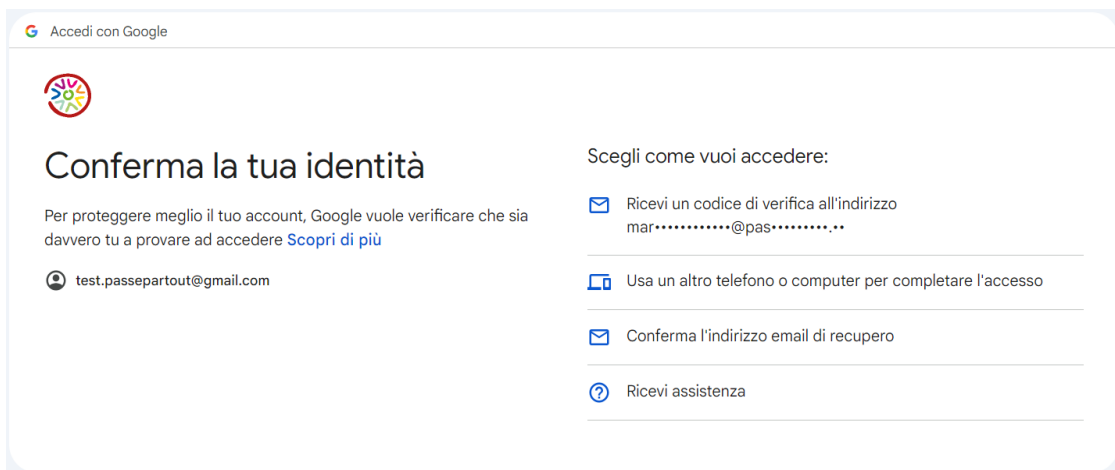 Accedi con Google
Conferma la tua identità
Per proteggere meglio il tuo account, Google vuole verificare che sia
davvero tu a provare ad accedere Scopri di più
test.passepartout@gmail.com
Scegli come vuoi accedere:
Ricevi un codice di verifica all'indirizzo
mar••••••••••••@pas•••••••••.••
Usa un altro telefono o computer per completare l'accesso
Conferma l'indirizzo email di recupero
Ricevi assistenza